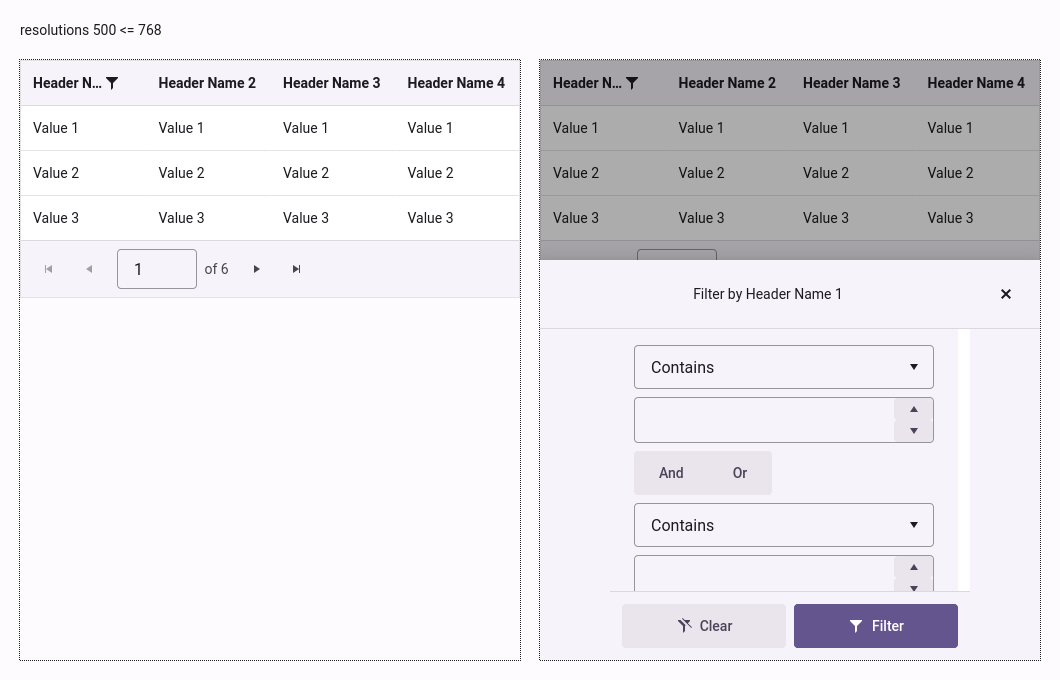 resolutions 500 <= 768
Header N... Header Name 2 Header Name 3 Header Name 4
Value 1 Value 1 Value 1 Value 1
Value 2 Value 2 Value 2 Value 2
Value 3 Value 3 Value 3 Value 3
1 of 6
Header N... Header Name 2 Header Name 3 Header Name 4
Value 1 Value 1 Value 1 Value 1
Value 2 Value 2 Value 2 Value 2
Value 3 Value 3 Value 3 Value 3
Filter by Header Name 1
Contains
And Or
Contains
Clear Filter